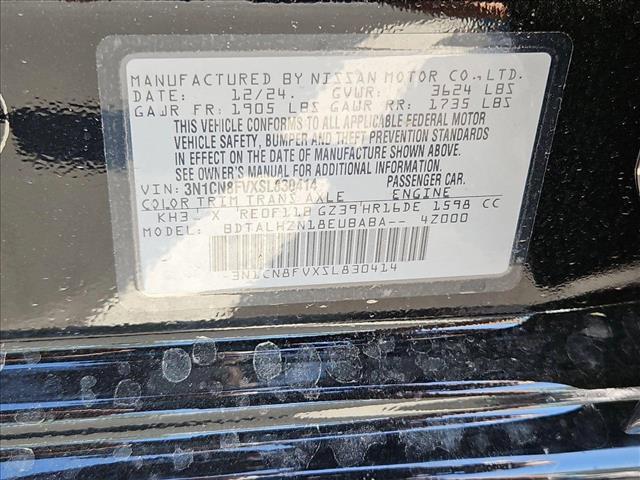 MANUFACTURED BY NISSAN MOTOR CO., LTD.
DATE: 12/24. GVWR: 3624 LBS
GAWR FR: 1905 LBS GAWR RR: 1735 LBS
THIS VEHICLE CONFORMS TO ALL APPLICABLE FEDERAL MOTOR
VEHICLE SAFETY, BUMPER AND THEFT PREVENTION STANDARDS
IN EFFECT ON THE DATE OF MANUFACTURE SHOWN ABOVE.
SEE OWNER'S MANUAL FOR ADDITIONAL INFORMATION.
VIN: 3N1CN8FVXSL830414 PASSENGER CAR
COLOR TRIM TRANS AXLE ENGINE
KH3 X RE0F11B GZ39 HR16DE 1598 CC
MODEL: BDTALHZN18EUBABA-- 4Z000
3N1CN8FVXSL830414